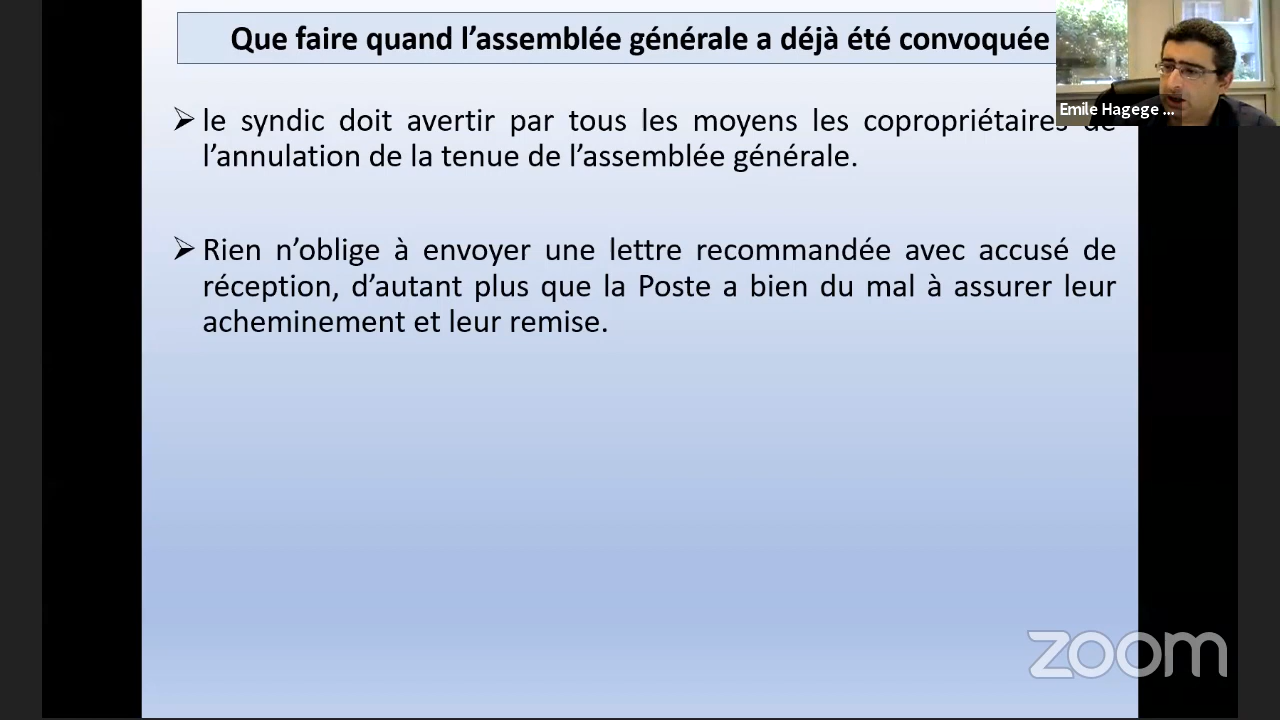 Que faire quand l’assemblée générale a déjà été convoquée
Emile Hagege ...
➢ le syndic doit avertir par tous les moyens les copropriétaires de
l’annulation de la tenue de l’assemblée générale.
➢ Rien n’oblige à envoyer une lettre recommandée avec accusé de
réception, d’autant plus que la Poste a bien du mal à assurer leur
acheminement et leur remise.
zoom